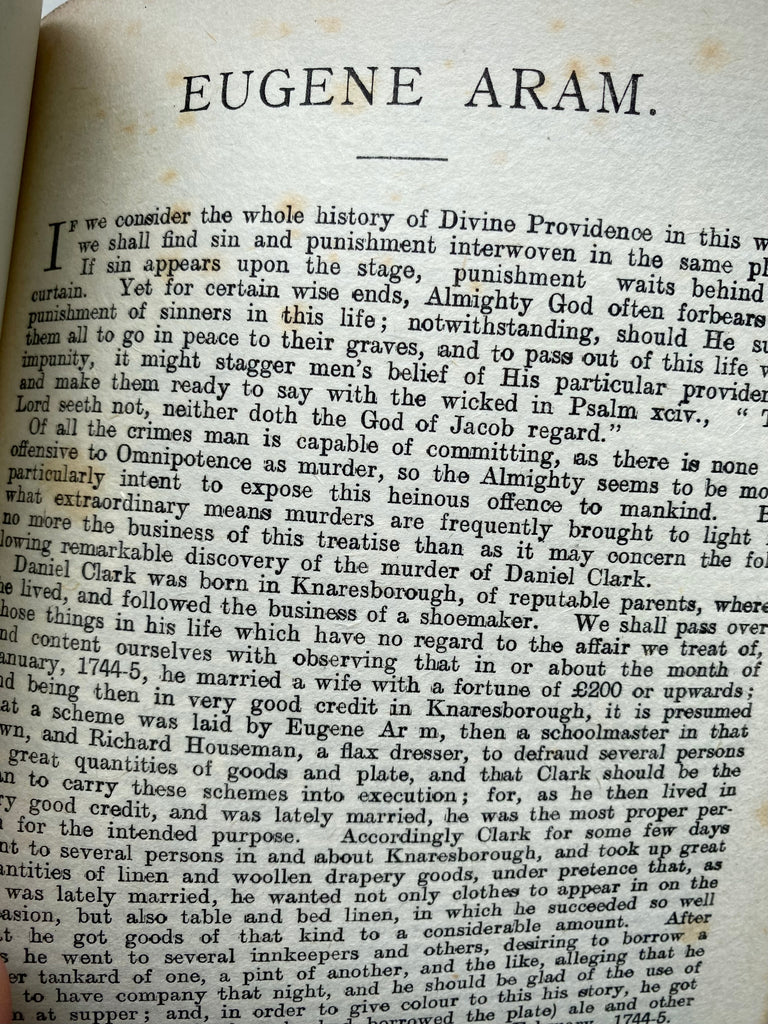 EUGENE ARAM.
IF we consider the whole history of Divine Providence in this
we shall find sin and punishment interwoven in the same
If sin appears upon the stage, punishment waits behind
curtain. Yet for certain wise ends, Almighty God often forbears
punishment of sinners in this life; notwithstanding, should He
them all to go in peace to their graves, and to pass out of this life
impunity, it might stagger men's belief of His particular
and make them ready to say with the wicked in Psalm xciv., "
Lord seeth not, neither doth the God of Jacob regard."
Of all the crimes man is capable of committing, as there is none
offensive to Omnipotence as murder, so the Almighty seems to be
particularly intent to expose this heinous offence to mankind.
what extraordinary means murders are frequently brought to light
no more the business of this treatise than as it may concern the fol
lowing remarkable discovery of the murder of Daniel Clark.
Daniel Clark was born in Knaresborough, of reputable parents, where
he lived, and followed the business of a shoemaker. We shall pass over
hose things in his life which have no regard to the affair we treat of,
nd content ourselves with observing that in or about the month of
anuary, 1744-5, he married a wife with a fortune of £200 or upwards;
nd being then in very good credit in Knaresborough, it is presumed
at a scheme was laid by Eugene Ar m, then a schoolmaster in that
wn, and Richard Houseman, a flax dresser, to defraud several persons
great quantities of goods and plate, and that Clark should be the
an to carry these schemes into execution; for, as he then lived in
ry good credit, and was lately married, he was the most proper per-
for the intended purpose. Accordingly Clark for some few days
nt to several persons in and about Knaresborough, and took up great
antities of linen and woollen drapery goods, under pretence that, as
was lately married, he wanted not only clothes to appear in on the
asion, but also table and bed linen, in which he succeeded so well
t he got goods of that kind to a considerable amount. After
s he went to several innkeepers and others, desiring to borrow a
er tankard of one, a pint of another, and the like, alleging that he
to have company that night, and he should be glad of the use of
n at supper; and, in order to give colour to this his story, he got
borrowed the plate) ale and other
1744-5.